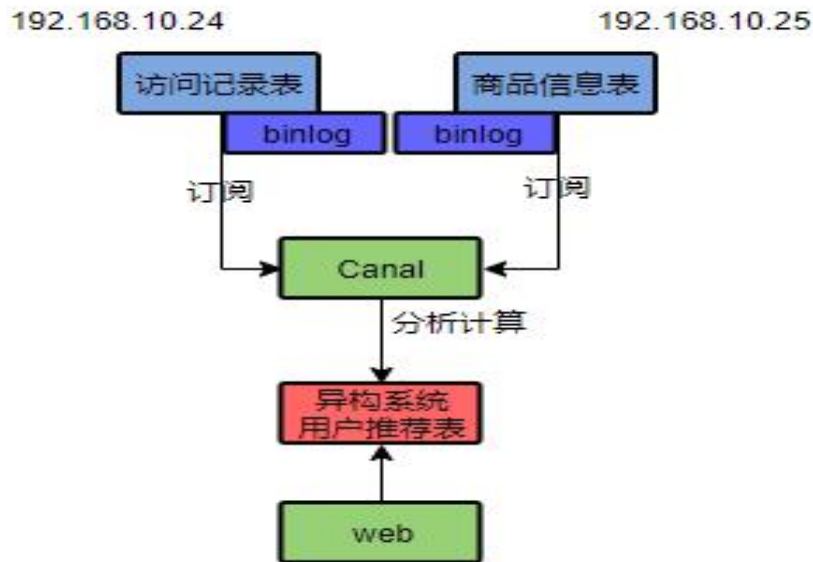 192.168.10.24
192.168.10.25
访问记录表
商品信息表
binlog
binlog
订阅
订阅
Canal
分析计算
异构系统
用户推荐表
web